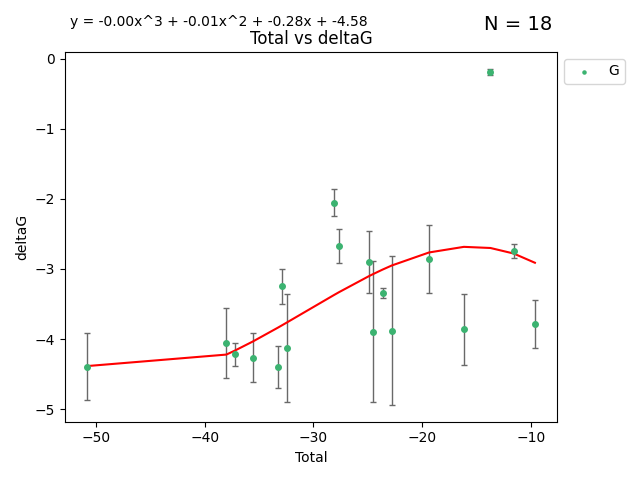 y = -0.00x^3 + -0.01x^2 + -0.28x + -4.58
N = 18
Total vs deltaG
G
deltaG
0
−1
−2
−3
−4
−5
−50
−40
−30
−20
−10
Total